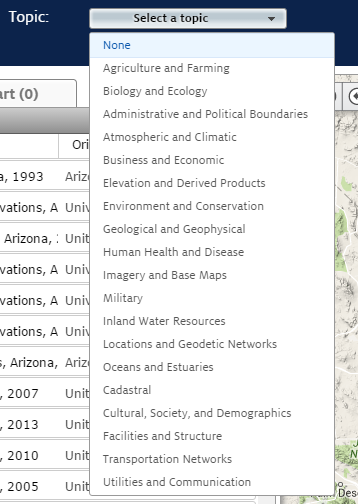 Topic:
Select a topic
None
Agriculture and Farming
Biology and Ecology
Administrative and Political Boundaries
Atmospheric and Climatic
Business and Economic
Elevation and Derived Products
Environment and Conservation
Geological and Geophysical
Human Health and Disease
Imagery and Base Maps
Military
Inland Water Resources
Locations and Geodetic Networks
Oceans and Estuaries
Cadastral
Cultural, Society, and Demographics
Facilities and Structure
Transportation Networks
Utilities and Communication
art (0)
Ori
a, 1993 Arizo
vations, A Univ
Arizona, 2 Unit
vations, A Univ
vations, A Univ
vations, A Univ
s, Arizona, Univ
, 2007 Unit
, 2013 Unit
, 2010 Unit
, 2005 Unit
Des